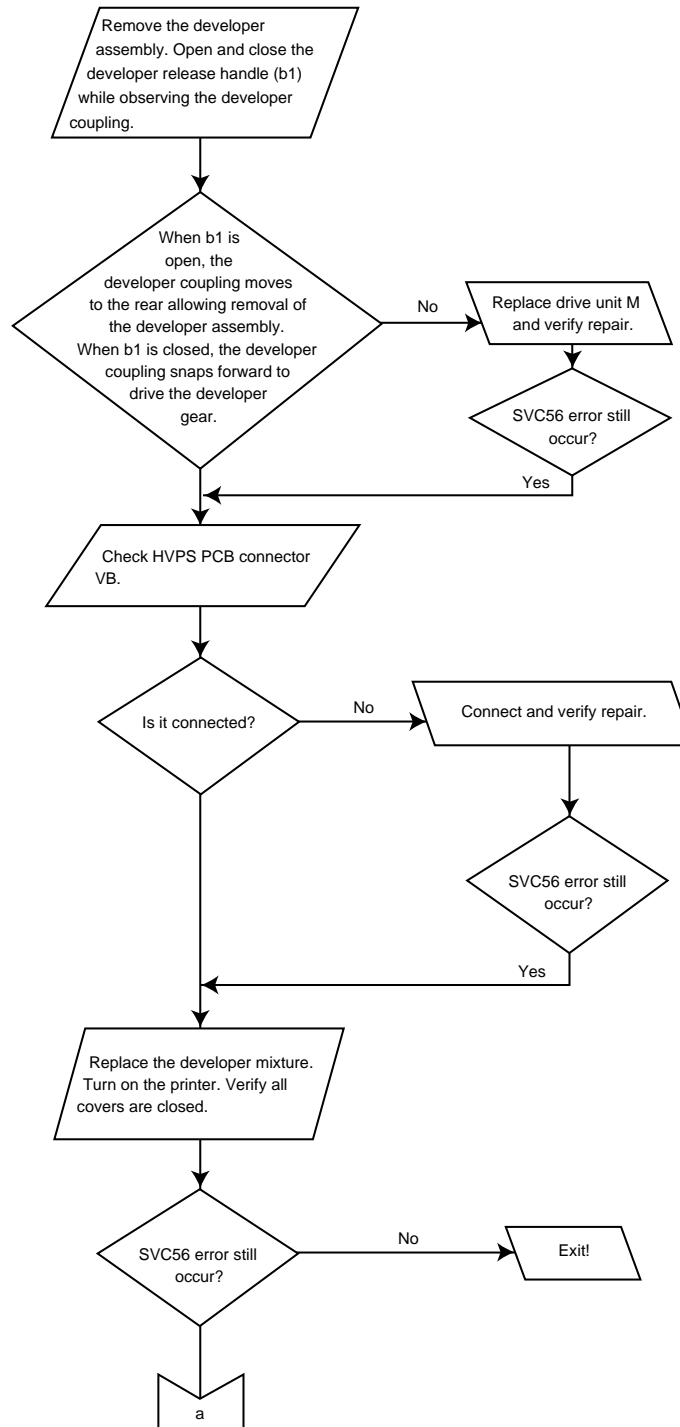 Remove the developer
assembly. Open and close the
developer release handle (b1)
while observing the developer
coupling.
When b1 is
open, the
developer coupling moves
to the rear allowing removal of
the developer assembly.
When b1 is closed, the developer
coupling snaps forward to
drive the developer
gear.
No
Replace drive unit M
and verify repair.
SVC56 error still
occur?
Yes
Check HVPS PCB connector
VB.
Is it connected?
No
Connect and verify repair.
SVC56 error still
occur?
Yes
Replace the developer mixture.
Turn on the printer. Verify all
covers are closed.
SVC56 error still
occur?
No
Exit!
a